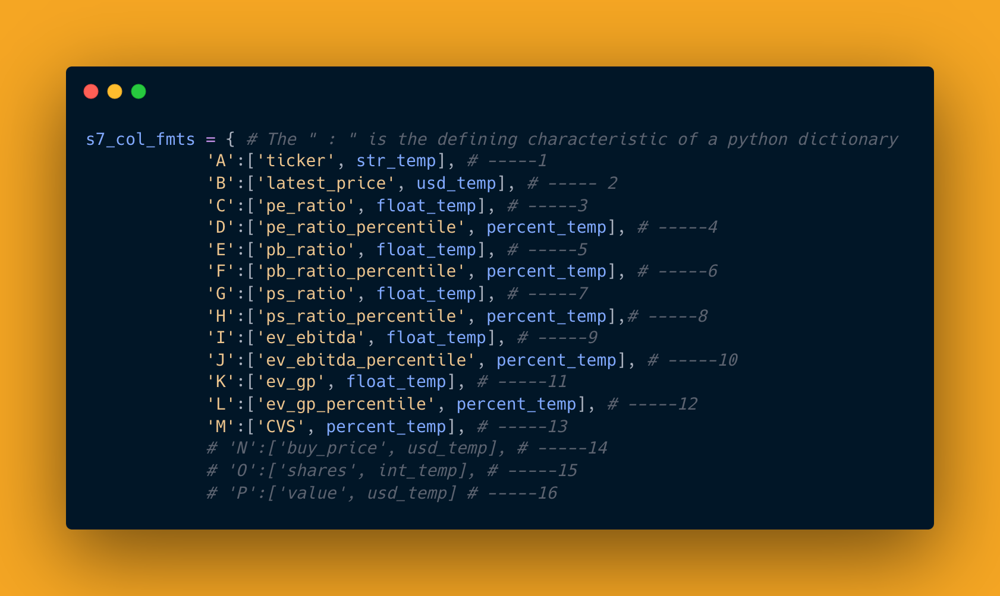 s7_col_fmts = { # The " : " is the defining characteristic of a python dictionary
            'A':['ticker', str_temp], # -----1
            'B':['latest_price', usd_temp], # ----- 2
            'C':['pe_ratio', float_temp], # -----3
            'D':['pe_ratio_percentile', percent_temp], # -----4
            'E':['pb_ratio', float_temp], # -----5
            'F':['pb_ratio_percentile', percent_temp], # -----6
            'G':['ps_ratio', float_temp], # -----7
            'H':['ps_ratio_percentile', percent_temp],# -----8
            'I':['ev_ebitda', float_temp], # -----9
            'J':['ev_ebitda_percentile', percent_temp], # -----10
            'K':['ev_gp', float_temp], # -----11
            'L':['ev_gp_percentile', percent_temp], # -----12
            'M':['CVS', percent_temp], # -----13
            # 'N':['buy_price', usd_temp], # -----14
            # 'O':['shares', int_temp], # -----15
            # 'P':['value', usd_temp] # -----16